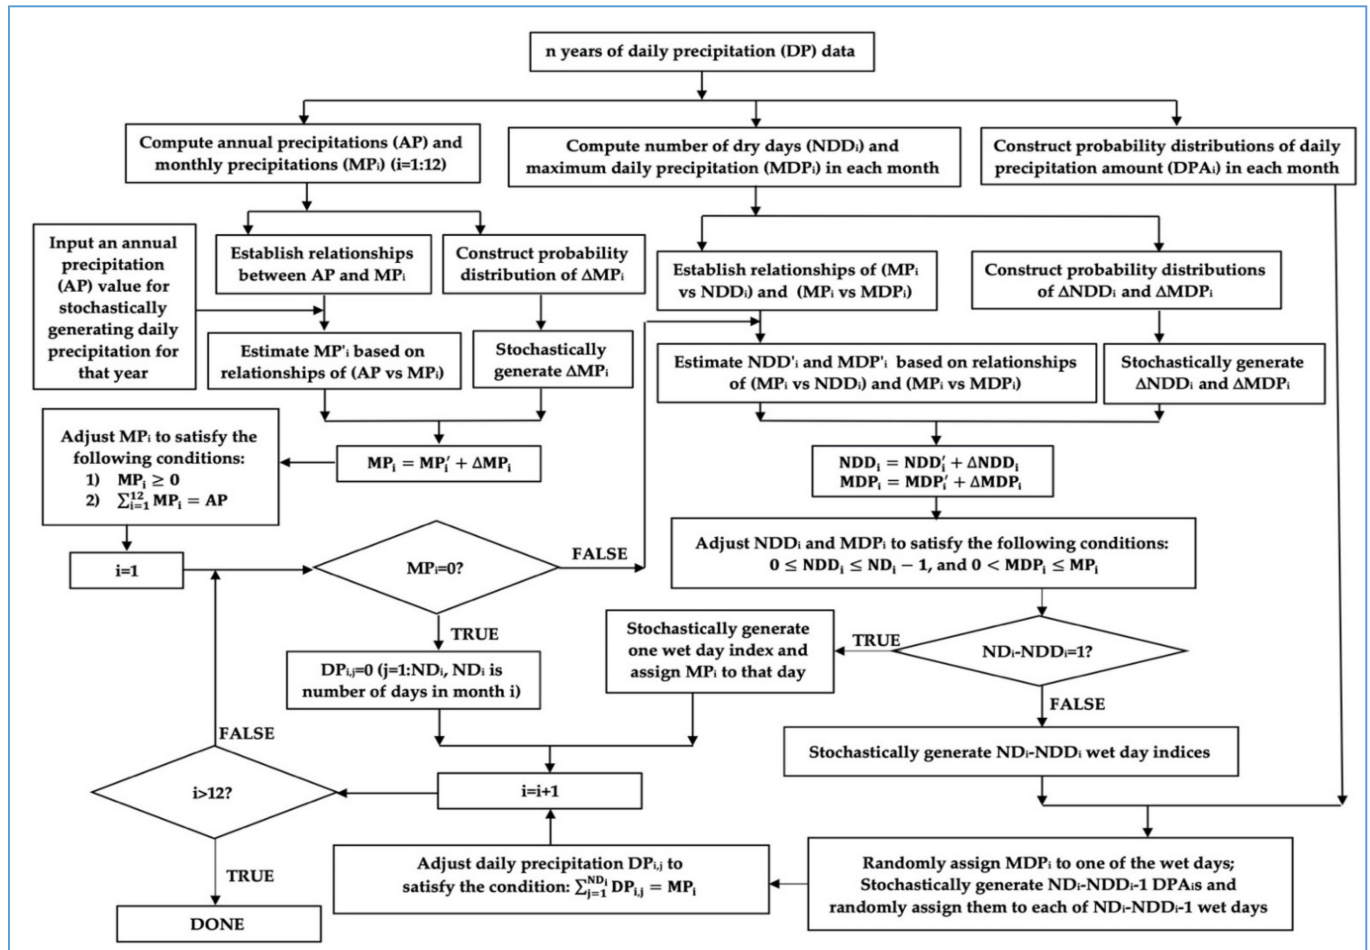 n years of daily precipitation (DP) data
Compute annual precipitations (AP) and
monthly precipitations (MPi) (i=1:12)
Compute number of dry days (NDDi) and
maximum daily precipitation (MDPi) in each month
Construct probability distributions of daily
precipitation amount (DPAi) in each month
Input an annual
precipitation
(AP) value for
stochastically
generating daily
precipitation for
that year
Establish relationships
between AP and MPi
Construct probability
distribution of ΔMPi
Establish relationships of (MPi
vs NDDi) and (MPi vs MDPi)
Construct probability distributions
of ΔNDDi and ΔMDPi
Estimate MP'i based on
relationships of (AP vs MPi)
Stochastically
generate ΔMPi
Estimate NDD'i and MDP'i based on relationships
of (MPi vs NDDi) and (MPi vs MDPi)
Stochastically generate
ΔNDDi and ΔMDPi
Adjust MPi to satisfy the
following conditions:
1) MPi ≥ 0
2) ∑¹²ᵢ₌₁ MPi = AP
MPi = MP′i + ΔMPi
NDDi = NDD′i + ΔNDDi
MDPi = MDP′i + ΔMDPi
Adjust NDDi and MDPi to satisfy the following conditions:
0 ≤ NDDi ≤ NDi − 1, and 0 < MDPi ≤ MPi
i=1
MPi=0?
FALSE
TRUE
DPi,j=0 (j=1:NDi, NDi is
number of days in month i)
Stochastically generate
one wet day index and
assign MPi to that day
TRUE
NDi-NDDi=1?
FALSE
Stochastically generate NDi-NDDi wet day indices
FALSE
i>12?
i=i+1
TRUE
DONE
Adjust daily precipitation DPi,j to
satisfy the condition: ∑ᴺᴰⁱⱼ₌₁ DPi,j = MPi
Randomly assign MDPi to one of the wet days;
Stochastically generate NDi-NDDi-1 DPAis and
randomly assign them to each of NDi-NDDi-1 wet days